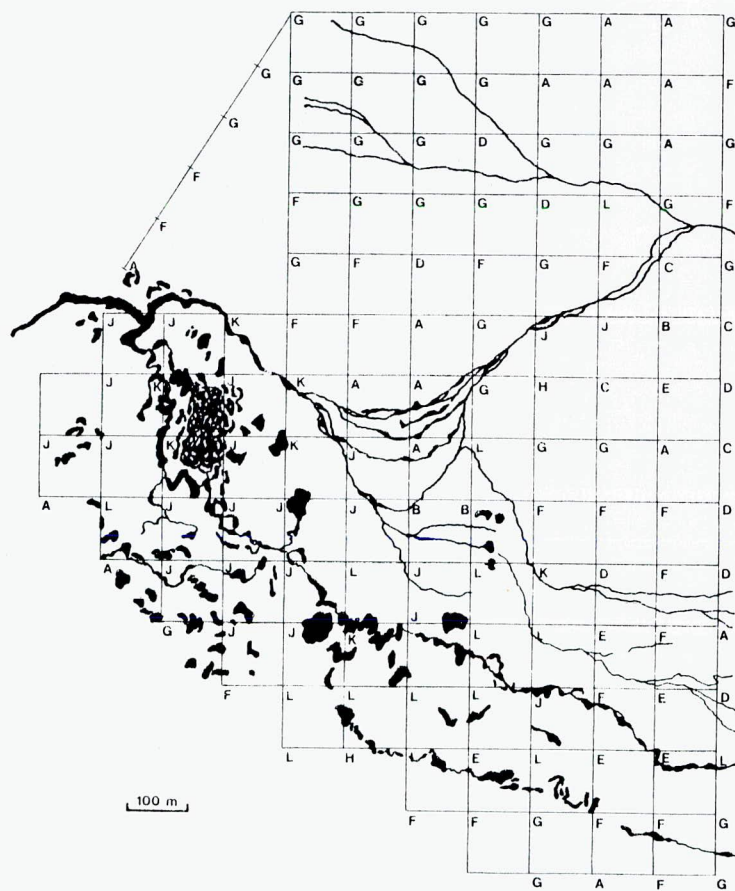 G G G G G A A G
G
G G G G A A A F
G
G G G D G G A G
F
F G G G D L G F
F
G F D F G F C G
A
J J K F F A G J J B C
J K L K A A G H C E D
J J K J K J A L G G A C
A L J J J J B B F F F D
A J J J L J L K D F D
G J J K J L L E F A
F L L L L J F E D
L H L E L E E L
100 m
F F G F F G
G A F G